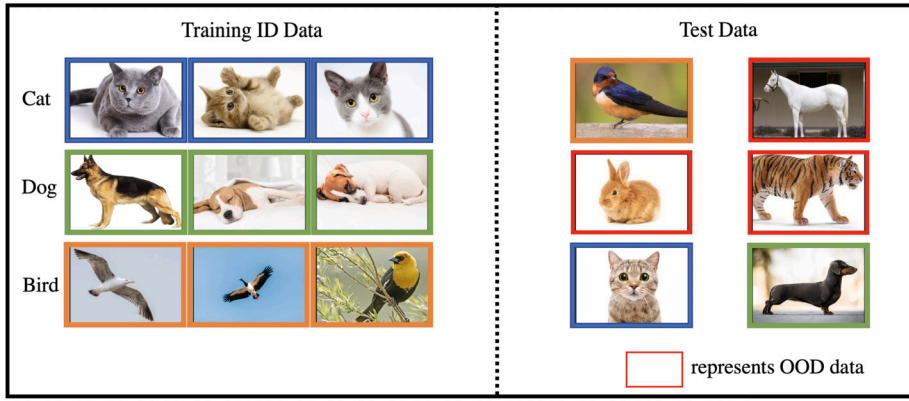 Training ID Data
Test Data
Cat
Dog
Bird
represents OOD data